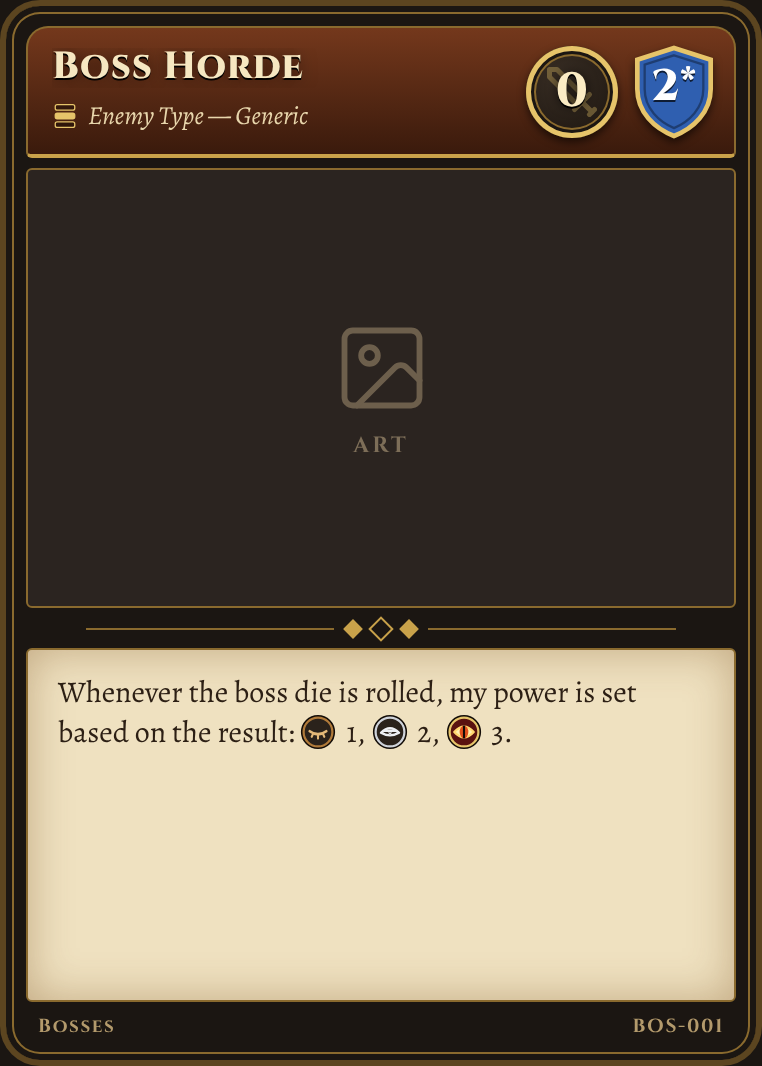 Boss Horde
Enemy Type — Generic
0
2*
ART
Whenever the boss die is rolled, my power is set
based on the result: 1, 2, 3.
Bosses
BOS-001